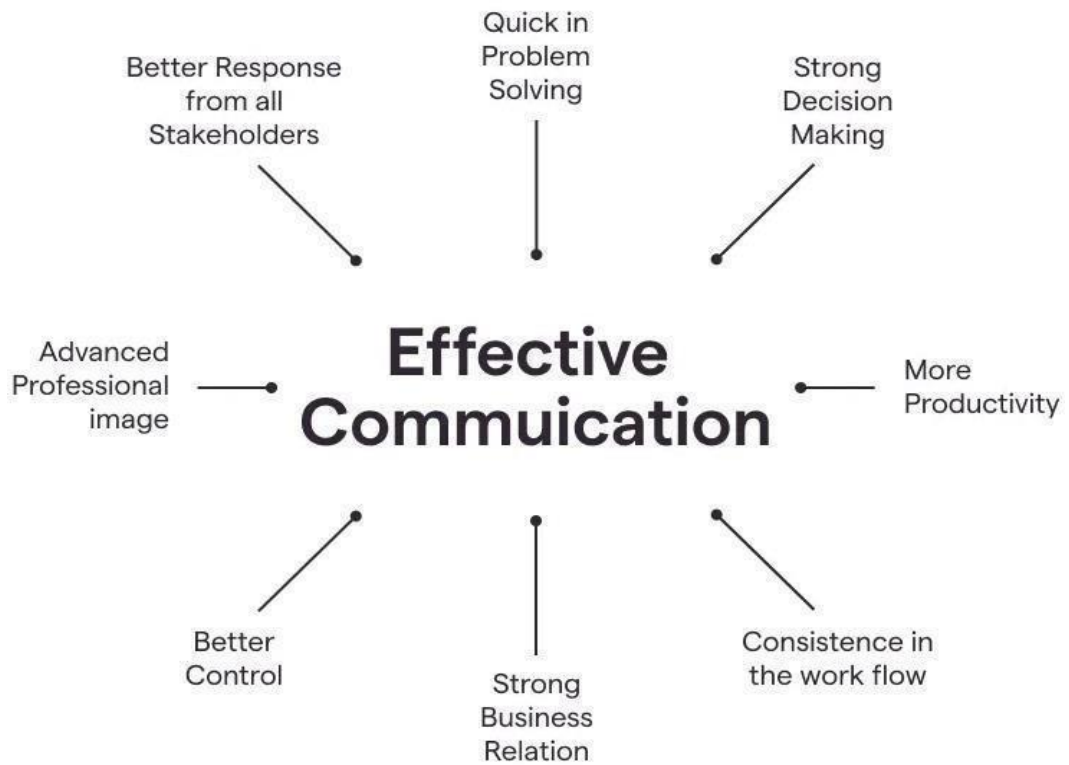 Quick in
Problem
Solving
Better Response
from all
Stakeholders
Strong
Decision
Making
Effective
Commuication
Advanced
Professional
image
More
Productivity
Better
Control
Strong
Business
Relation
Consistence in
the work flow